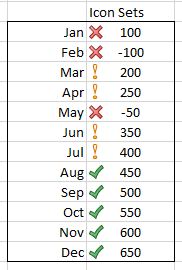 Icon Sets
Jan 100
Feb -100
Mar 200
Apr 250
May -50
Jun 350
Jul 400
Aug 450
Sep 500
Oct 550
Nov 600
Dec 650